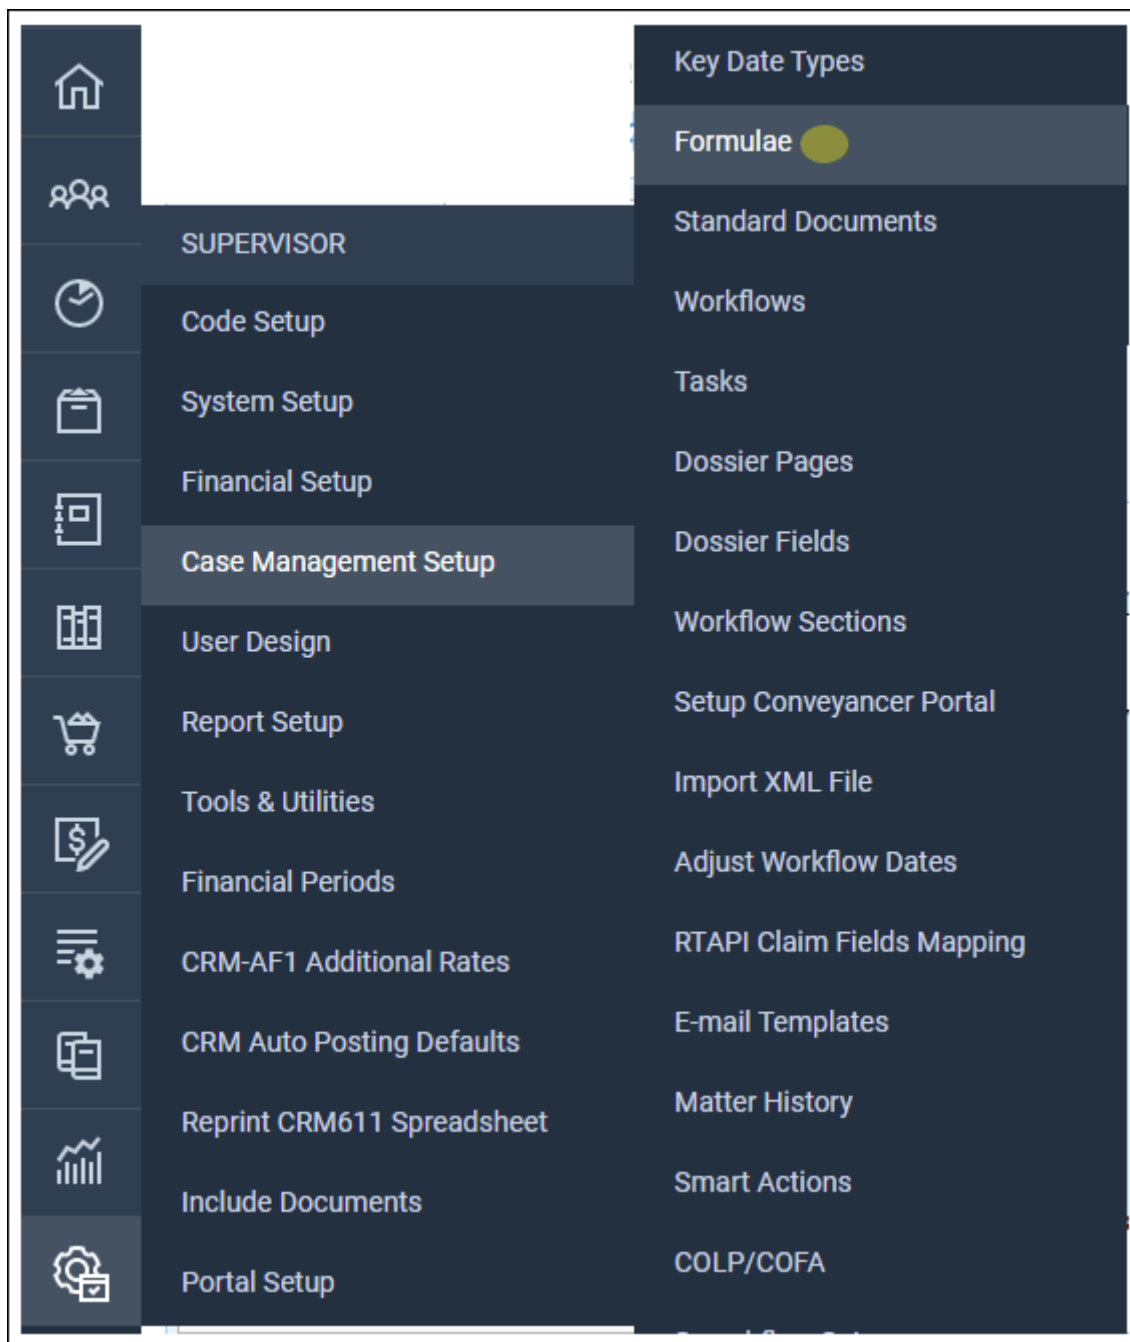 SUPERVISOR
Code Setup
System Setup
Financial Setup
Case Management Setup
User Design
Report Setup
Tools & Utilities
Financial Periods
CRM-AF1 Additional Rates
CRM Auto Posting Defaults
Reprint CRM611 Spreadsheet
Include Documents
Portal Setup
Key Date Types
Formulae
Standard Documents
Workflows
Tasks
Dossier Pages
Dossier Fields
Workflow Sections
Setup Conveyancer Portal
Import XML File
Adjust Workflow Dates
RTAPI Claim Fields Mapping
E-mail Templates
Matter History
Smart Actions
COLP/COFA